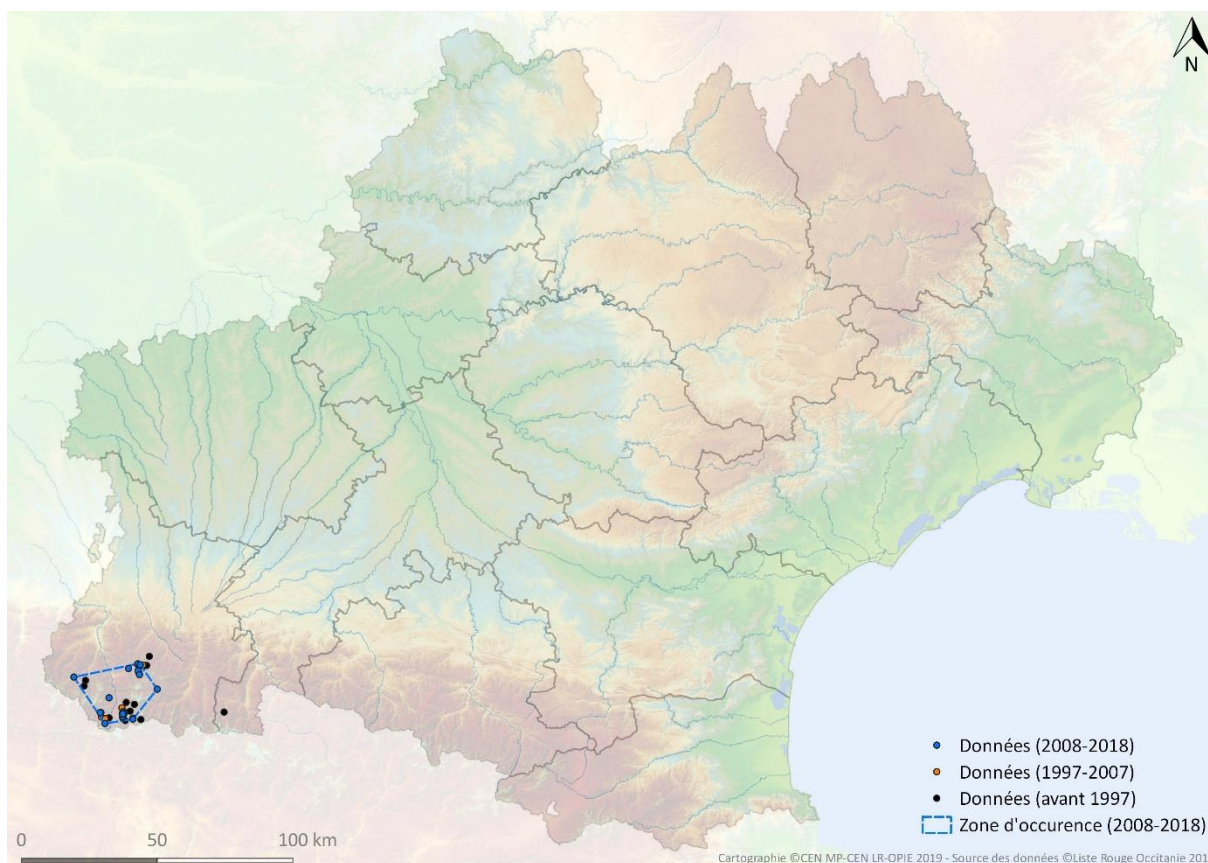 N
Données (2008-2018)
Données (1997-2007)
Données (avant 1997)
Zone d'occurence (2008-2018)
0 50 100 km
Cartographie ©CEN MP-CEN LR-OPIE 2019 - Source des données ©Liste Rouge Occitanie 201